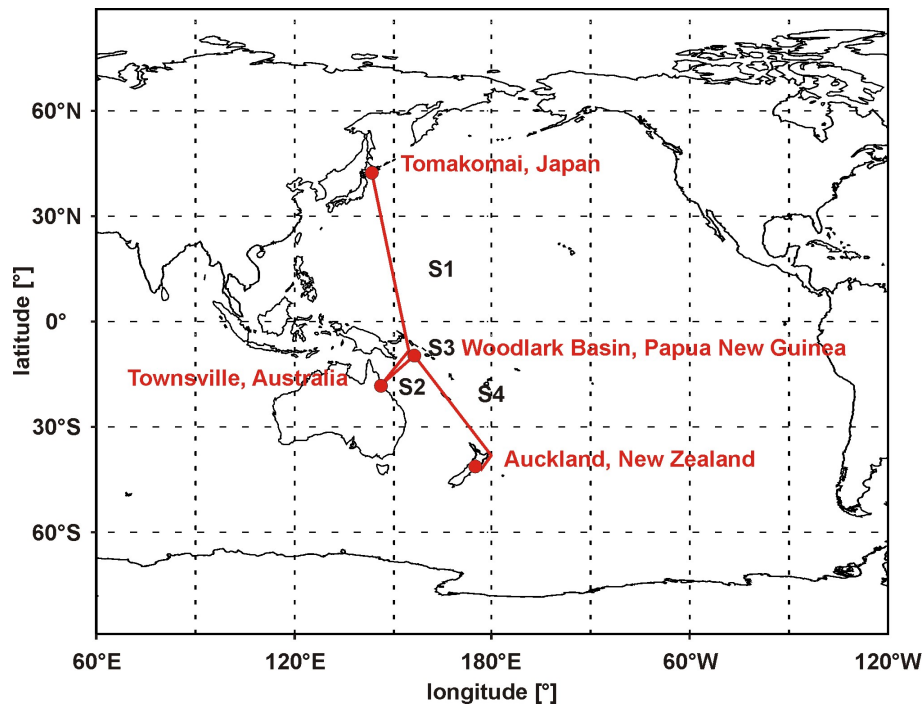 60°N
Tomakomai, Japan
30°N
S1
latitude [°]
0°
S3
Woodlark Basin, Papua New Guinea
Townsville, Australia
S2
S4
30°S
Auckland, New Zealand
60°S
60°E
120°E
180°E
60°W
120°W
longitude [°]